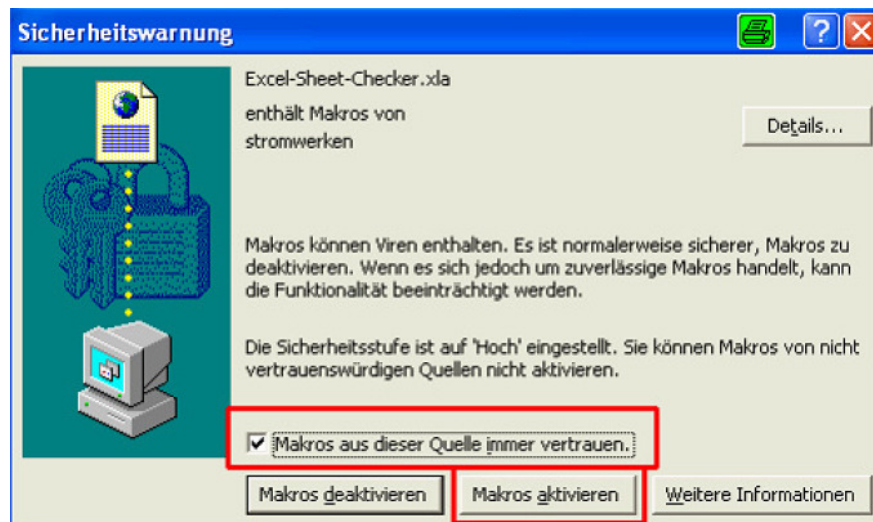 Sicherheitswarnung
Excel-Sheet-Checker.xla
enthält Makros von
stromwerken
Details...
Makros können Viren enthalten. Es ist normalerweise sicherer, Makros zu
deaktivieren. Wenn es sich jedoch um zuverlässige Makros handelt, kann
die Funktionalität beeinträchtigt werden.
Die Sicherheitsstufe ist auf 'Hoch' eingestellt. Sie können Makros von nicht
vertrauenswürdigen Quellen nicht aktivieren.
Makros aus dieser Quelle immer vertrauen.
Makros deaktivieren Makros aktivieren Weitere Informationen